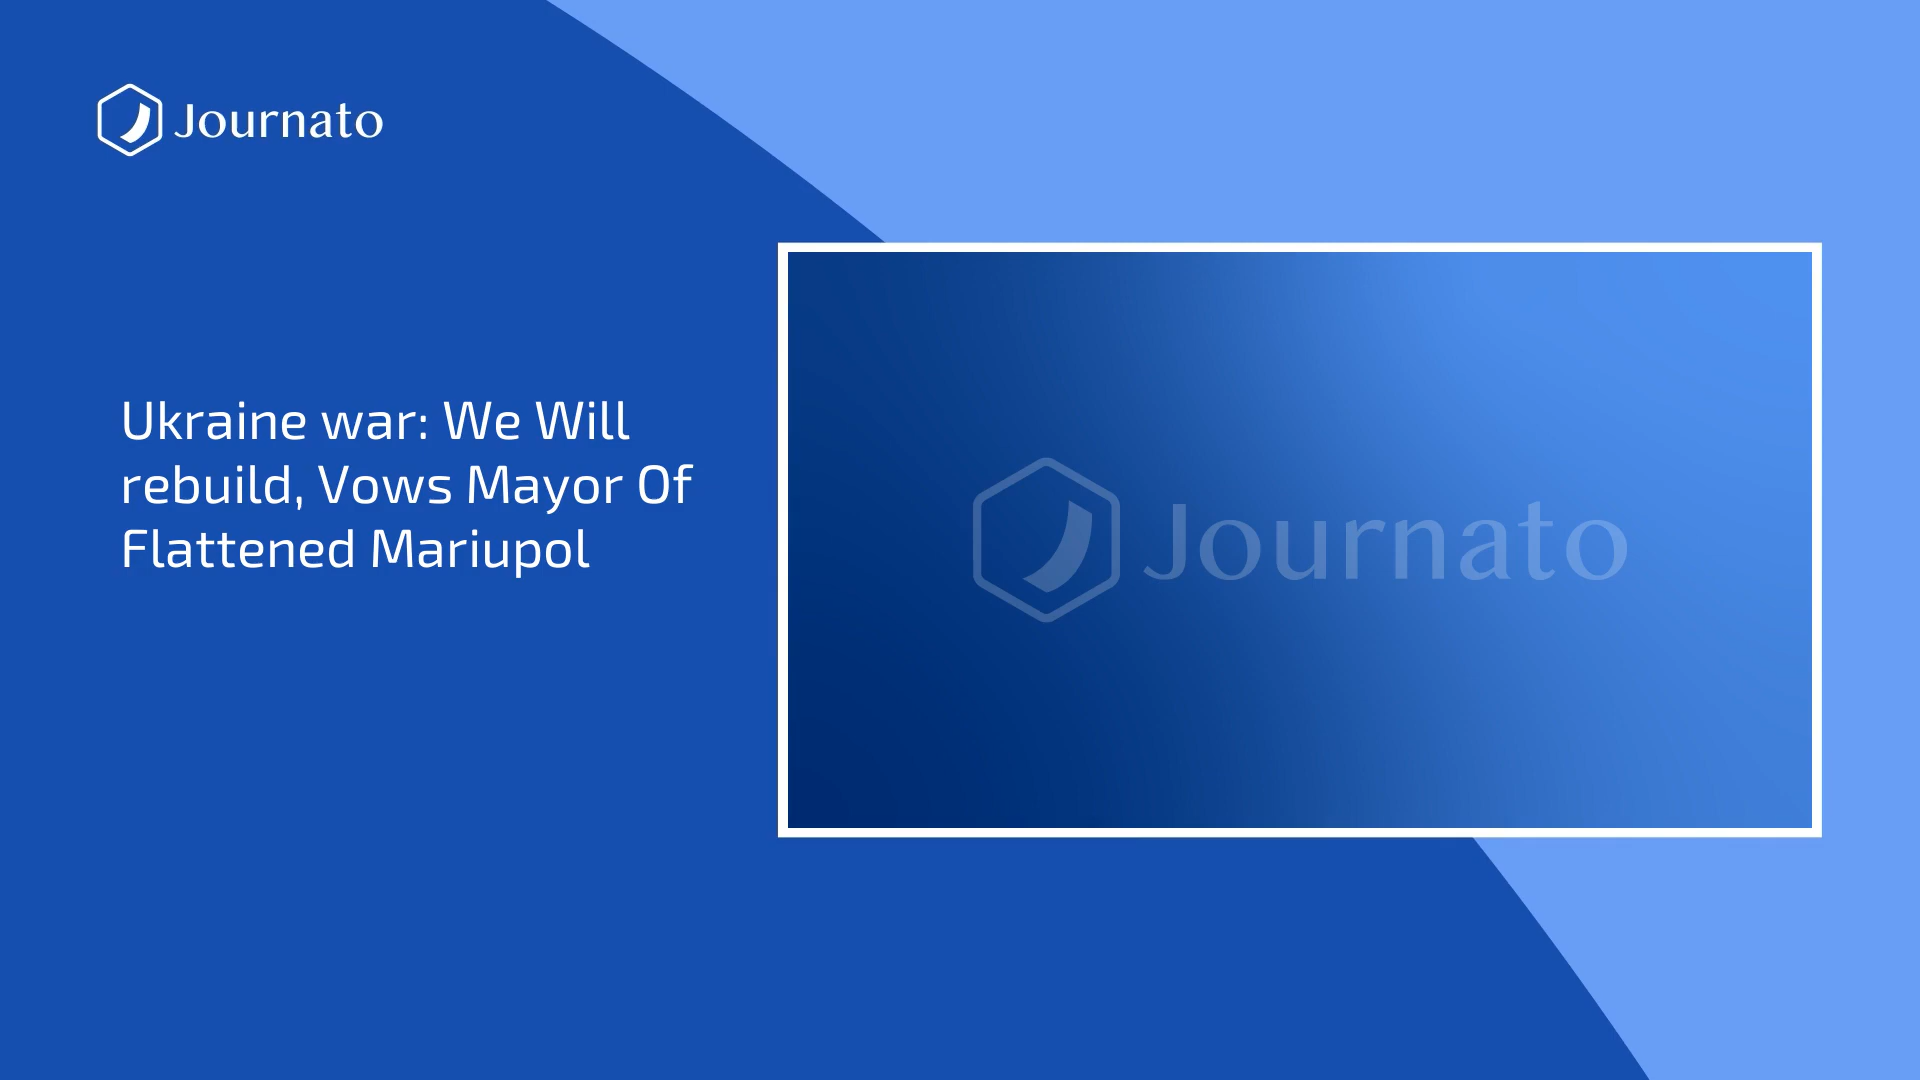 Journato
Ukraine war: We Will
rebuild, Vows Mayor Of
Flattened Mariupol
Journato